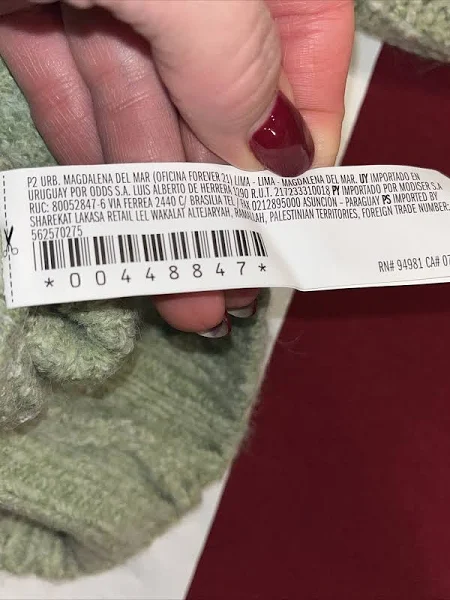 P2 URB. MAGDALENA DEL MAR (OFICINA FOREVER 21) LIMA - LIMA - MAGDALENA DEL MAR. UY IMPORTADO EN
URUGUAY POR ODDS S.A. LUIS ALBERTO DE HERRERA 1290 R.U.T. 217233310018 PY IMPORTADO POR MODISER S.A
RUC: 80052847-6 VIA FERREA 2440 C/ BRASILIA TEL / FAX 0212895000 ASUNCION - PARAGUAY PS IMPORTED BY
SHAREKAT LAKASA RETAIL LEL WAKALAT ALTEJARYAH, RAMALLAH, PALESTINIAN TERRITORIES, FOREIGN TRADE NUMBER:
562570275
*00448847*
RN# 94981 CA# 07